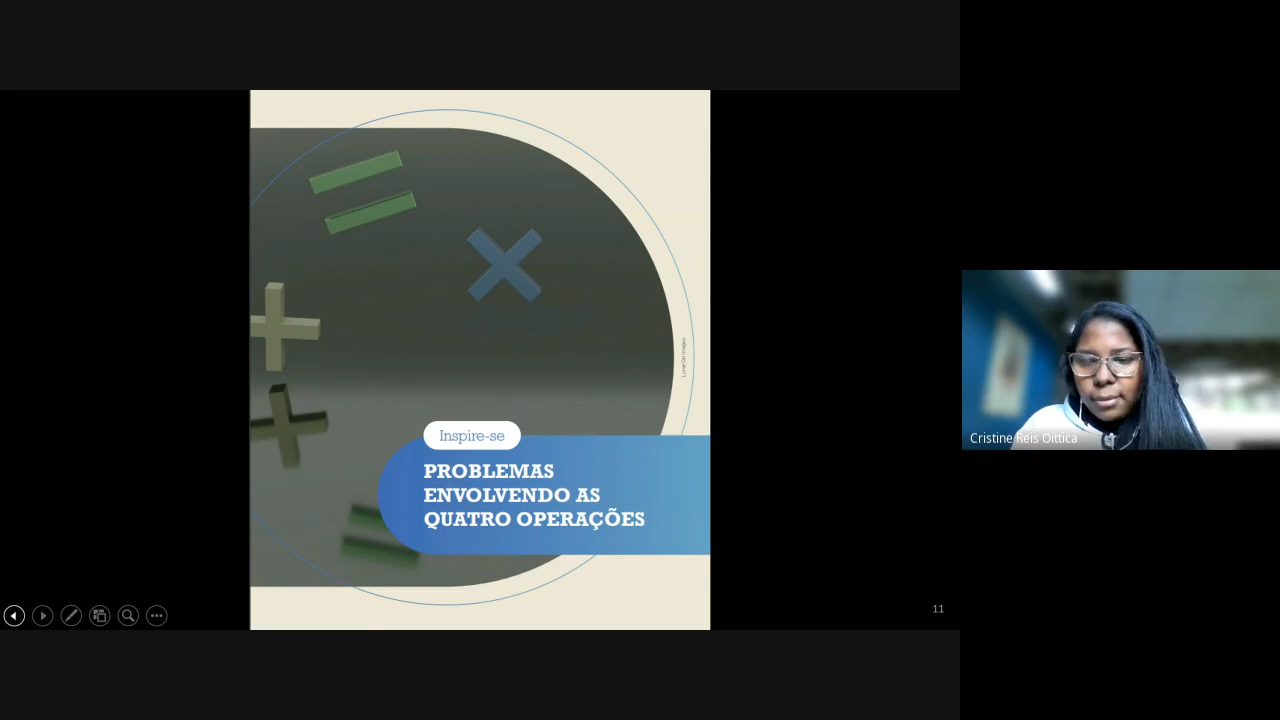 Inspire-se
PROBLEMAS
ENVOLVENDO AS
QUATRO OPERAÇÕES
11
Cristine Reis Oittica